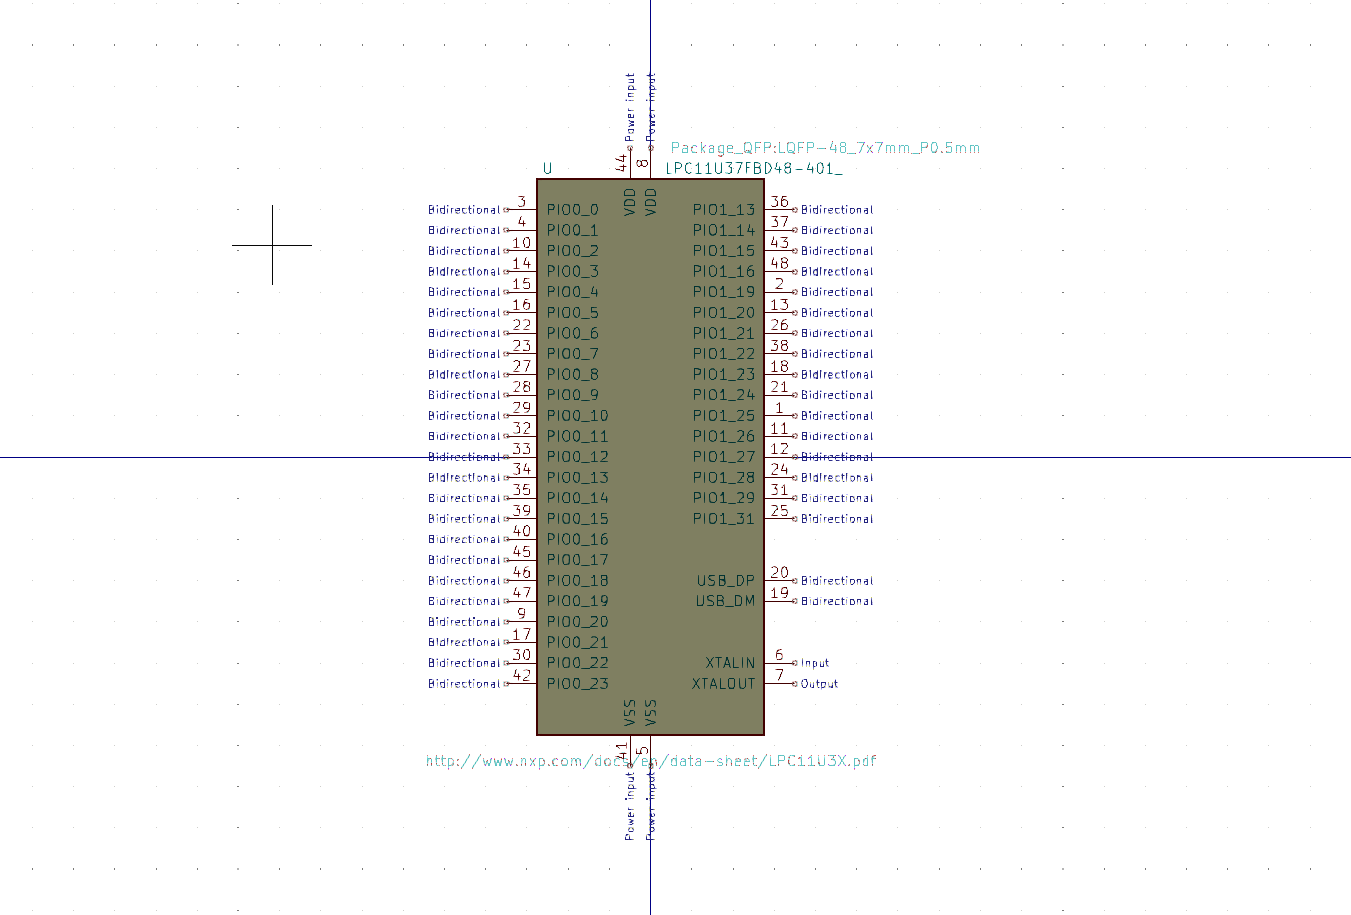 Power input Power input
44 8
Package_QFP:LQFP-48_7x7mm_P0.5mm
U LPC11U37FBD48-401_
VDD VDD
Bidirectional 3 PIO0_0 PIO1_13 36 Bidirectional
Bidirectional 4 PIO0_1 PIO1_14 37 Bidirectional
Bidirectional 10 PIO0_2 PIO1_15 43 Bidirectional
Bidirectional 14 PIO0_3 PIO1_16 48 Bidirectional
Bidirectional 15 PIO0_4 PIO1_19 2 Bidirectional
Bidirectional 16 PIO0_5 PIO1_20 13 Bidirectional
Bidirectional 22 PIO0_6 PIO1_21 26 Bidirectional
Bidirectional 23 PIO0_7 PIO1_22 38 Bidirectional
Bidirectional 27 PIO0_8 PIO1_23 18 Bidirectional
Bidirectional 28 PIO0_9 PIO1_24 21 Bidirectional
Bidirectional 29 PIO0_10 PIO1_25 1 Bidirectional
Bidirectional 32 PIO0_11 PIO1_26 11 Bidirectional
Bidirectional 33 PIO0_12 PIO1_27 12 Bidirectional
Bidirectional 34 PIO0_13 PIO1_28 24 Bidirectional
Bidirectional 35 PIO0_14 PIO1_29 31 Bidirectional
Bidirectional 39 PIO0_15 PIO1_31 25 Bidirectional
Bidirectional 40 PIO0_16
Bidirectional 45 PIO0_17
Bidirectional 46 PIO0_18 USB_DP 20 Bidirectional
Bidirectional 47 PIO0_19 USB_DM 19 Bidirectional
Bidirectional 9 PIO0_20
Bidirectional 17 PIO0_21
Bidirectional 30 PIO0_22 XTALIN 6 Input
Bidirectional 42 PIO0_23 XTALOUT 7 Output
VSS VSS
41 5
http://www.nxp.com/docs/en/data-sheet/LPC11U3X.pdf
Power input Power input